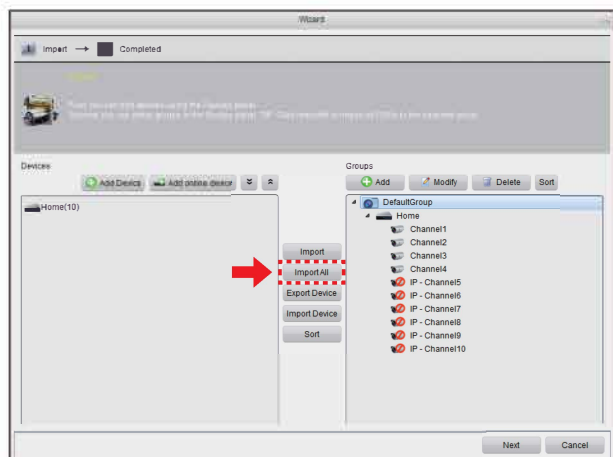 Wizard
Import → Completed
Devices
Add Device Add online device
Home(10)
Import
Import All
Export Device
Import Device
Sort
Groups
Add Modify Delete Sort
DefaultGroup
Home
Channel1
Channel2
Channel3
Channel4
IP - Channel5
IP - Channel6
IP - Channel7
IP - Channel8
IP - Channel9
IP - Channel10
Next Cancel